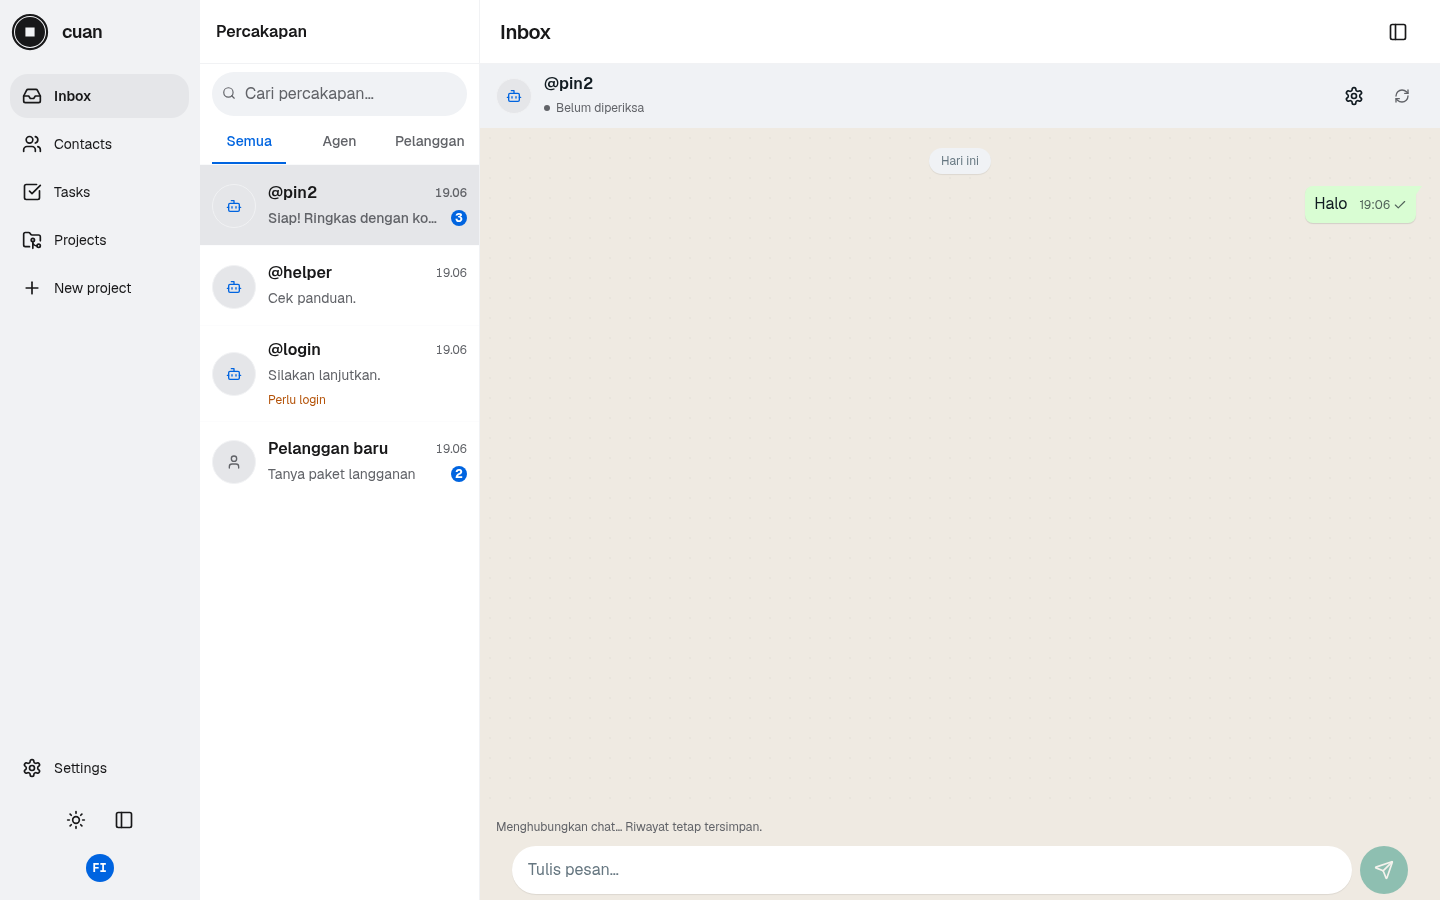 cuan
Inbox
Contacts
Tasks
Projects
New project
Settings
FI
Percakapan
Cari percakapan...
Semua
Agen
Pelanggan
@pin2
19.06
Siap! Ringkas dengan ko...
3
@helper
19.06
Cek panduan.
@login
19.06
Silakan lanjutkan.
Perlu login
Pelanggan baru
19.06
Tanya paket langganan
2
Inbox
@pin2
Belum diperiksa
Hari ini
Halo 19:06
Menghubungkan chat... Riwayat tetap tersimpan.
Tulis pesan...